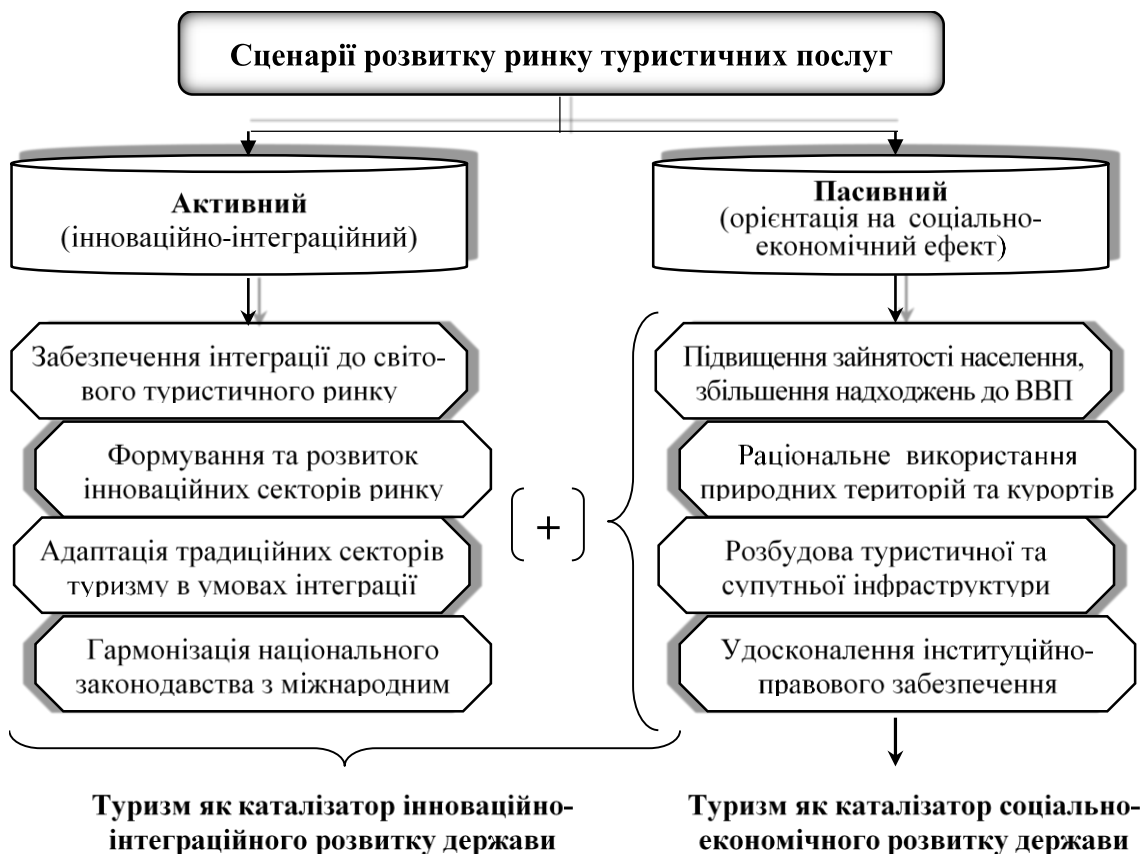 Сценарії розвитку ринку туристичних послуг
Активний
(інноваційно-інтеграційний)
Пасивний
(орієнтація на соціально-
економічний ефект)
Забезпечення інтеграції до світо-
вого туристичного ринку
Формування та розвиток
інноваційних секторів ринку
Адаптація традиційних секторів
туризму в умовах інтеграції
Гармонізація національного
законодавства з міжнародним
[+]
Підвищення зайнятості населення,
збільшення надходжень до ВВП
Раціональне використання
природних територій та курортів
Розбудова туристичної та
супутньої інфраструктури
Удосконалення інституційно-
правового забезпечення
Туризм як каталізатор інноваційно-
інтеграційного розвитку держави
Туризм як каталізатор соціально-
економічного розвитку держави